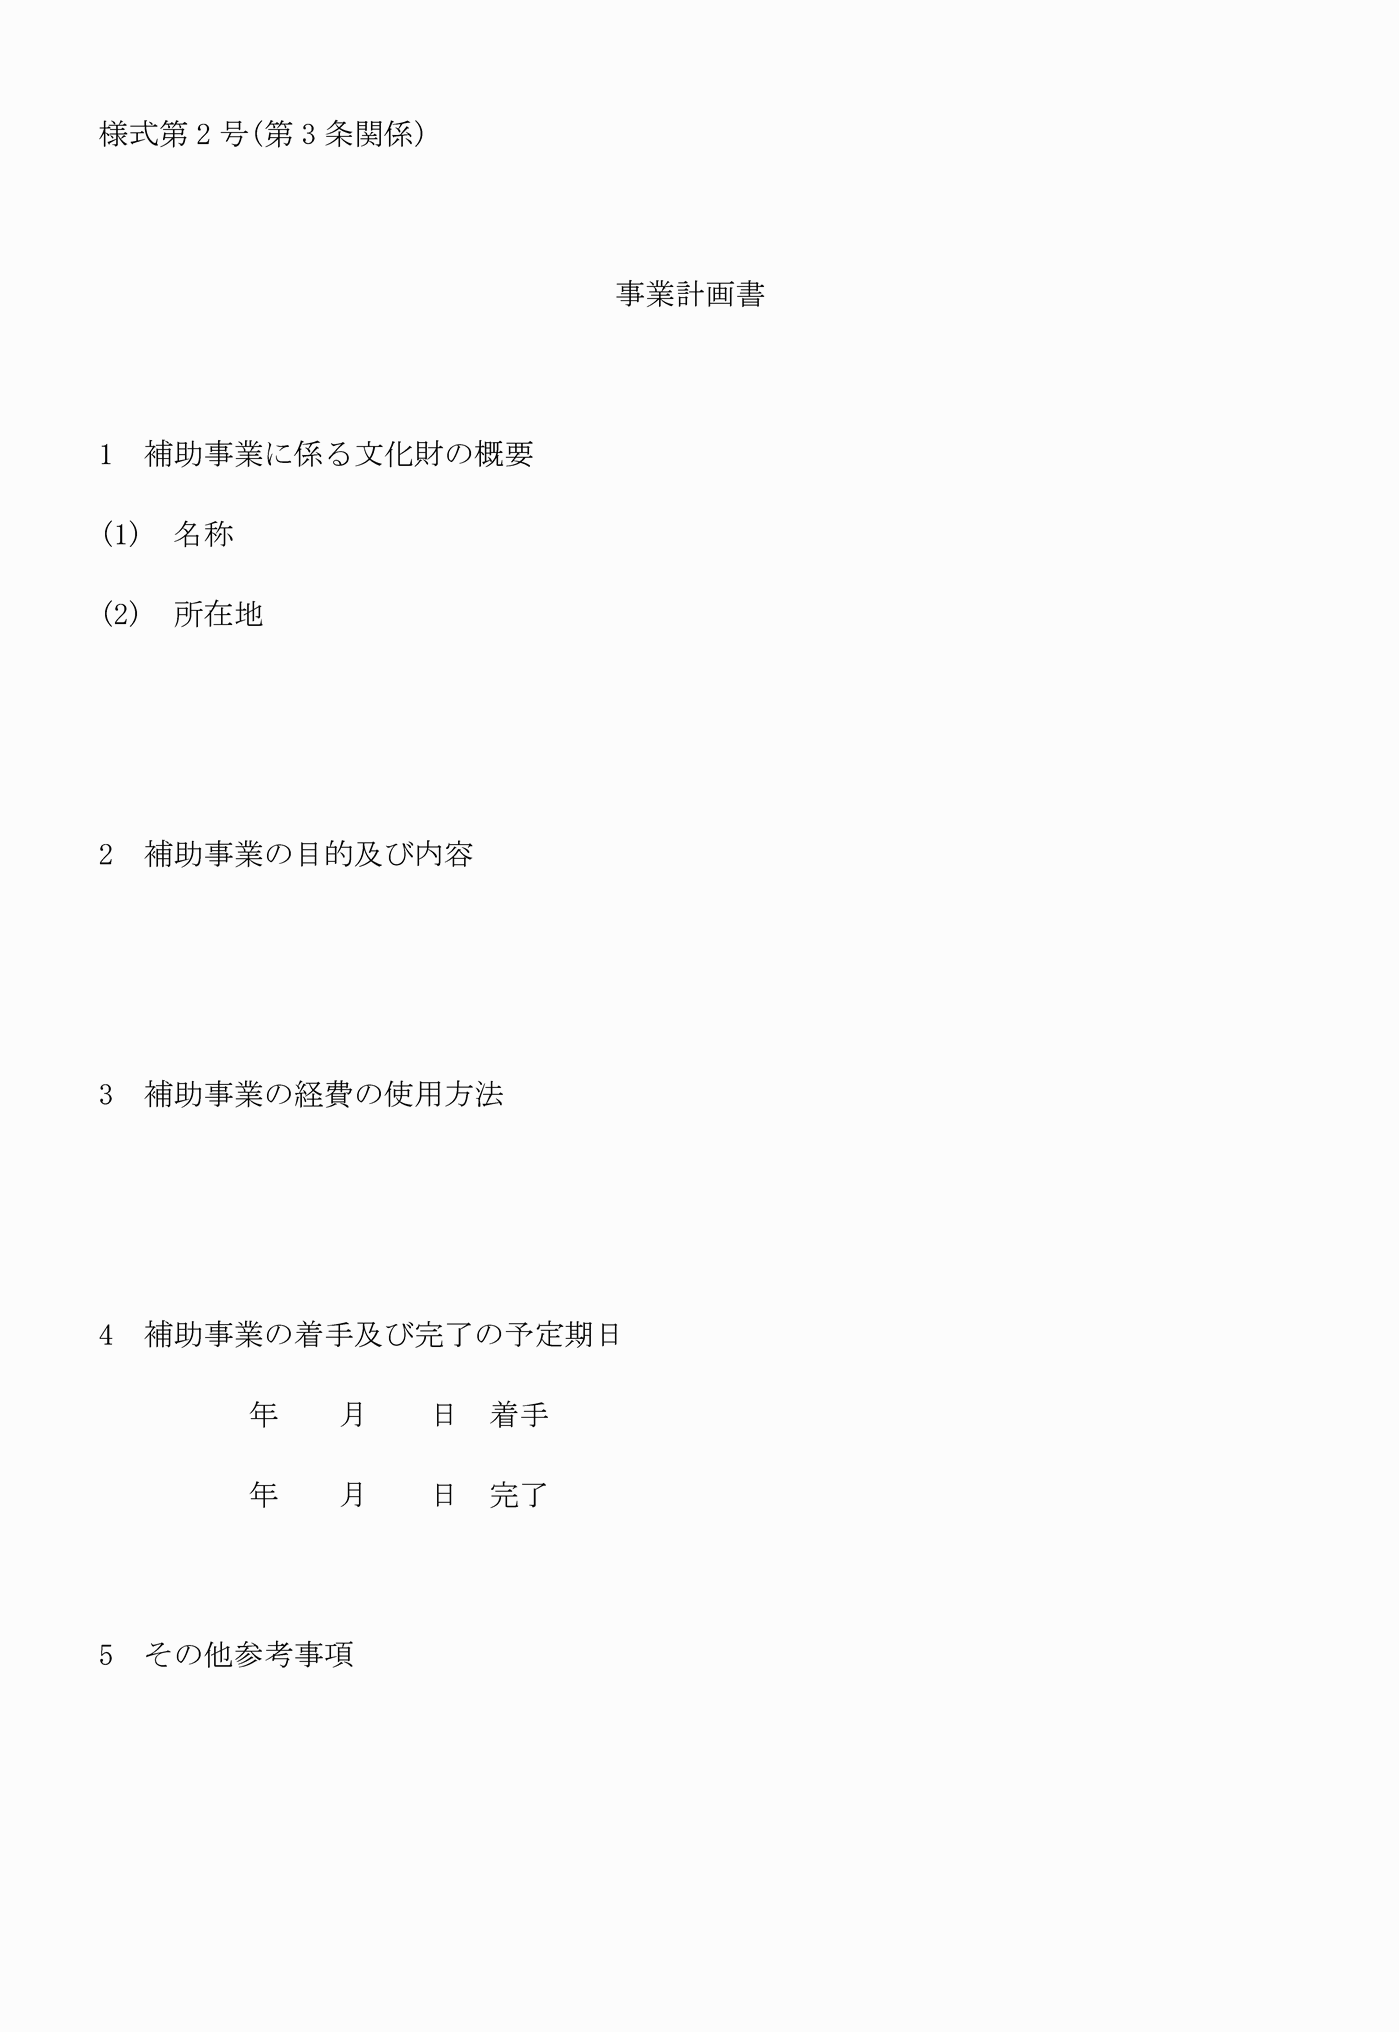 様式第2号(第3条関係)
事業計画書
1　補助事業に係る文化財の概要
(1)　名称
(2)　所在地
2　補助事業の目的及び内容
3　補助事業の経費の使用方法
4　補助事業の着手及び完了の予定期日
年　　月　　日　着手
年　　月　　日　完了
5　その他参考事項